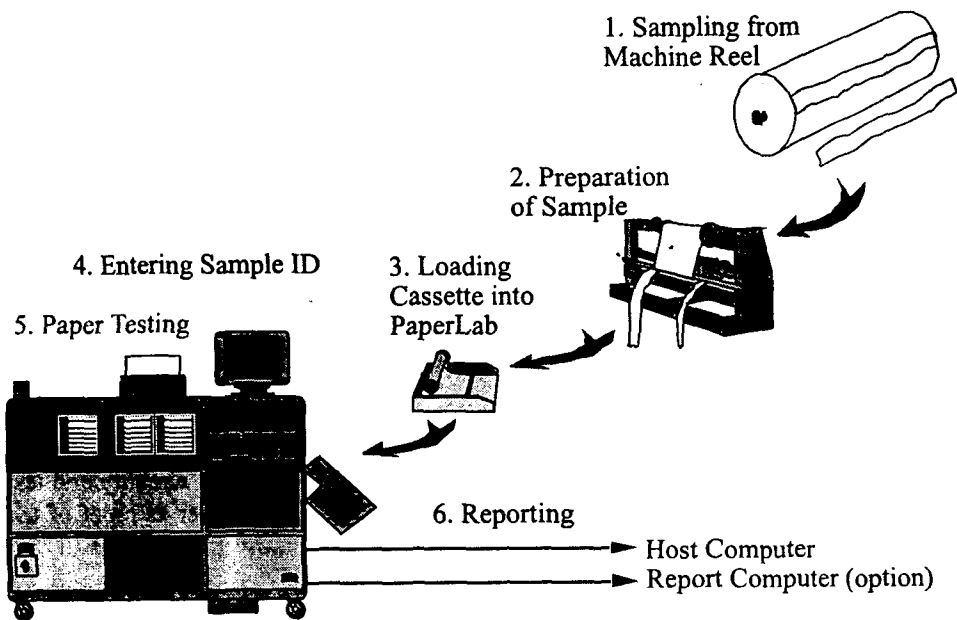 1. Sampling from
Machine Reel
2. Preparation
of Sample
3. Loading
Cassette into
PaperLab
4. Entering Sample ID
5. Paper Testing
6. Reporting
Host Computer
Report Computer (option)